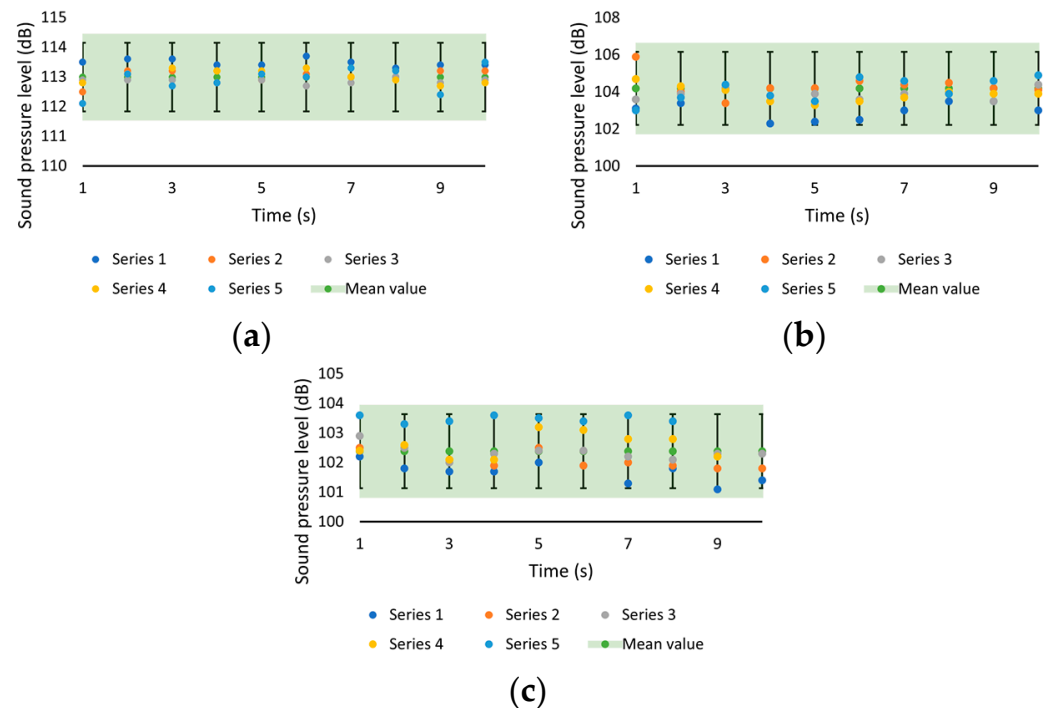 Sound pressure level (dB)
115
114
113
112
111
110
1 3 5 7 9
Time (s)
Series 1 Series 2 Series 3
Series 4 Series 5 Mean value
(a)
Sound pressure level (dB)
108
106
104
102
100
1 3 5 7 9
Time (s)
Series 1 Series 2 Series 3
Series 4 Series 5 Mean value
(b)
Sound pressure level (dB)
105
104
103
102
101
100
1 3 5 7 9
Time (s)
Series 1 Series 2 Series 3
Series 4 Series 5 Mean value
(c)